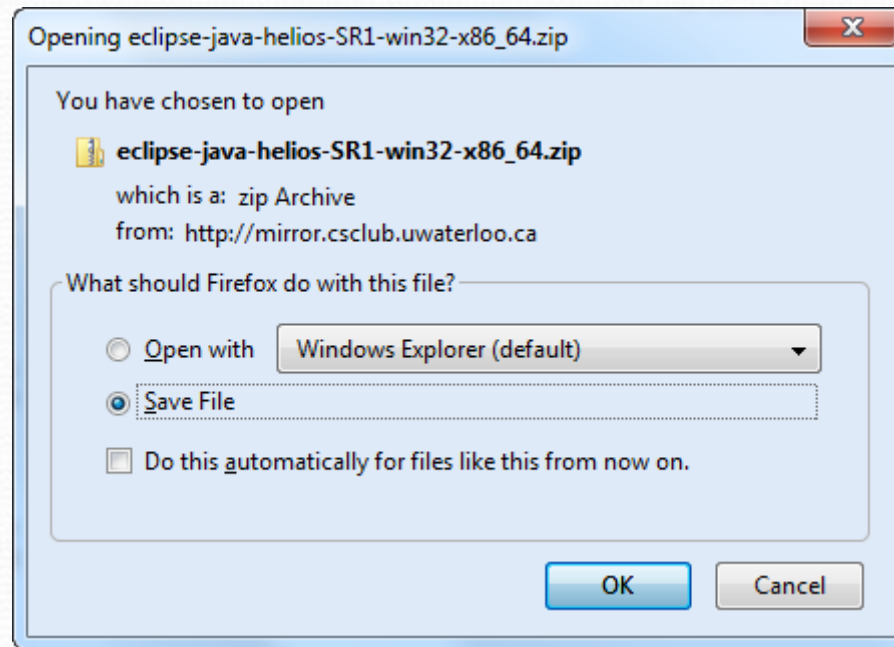 Opening eclipse-java-helios-SR1-win32-x86_64.zip
You have chosen to open
eclipse-java-helios-SR1-win32-x86_64.zip
which is a: zip Archive
from: http://mirror.csclub.uwaterloo.ca
What should Firefox do with this file?
Open with Windows Explorer (default)
Save File
Do this automatically for files like this from now on.
OK Cancel